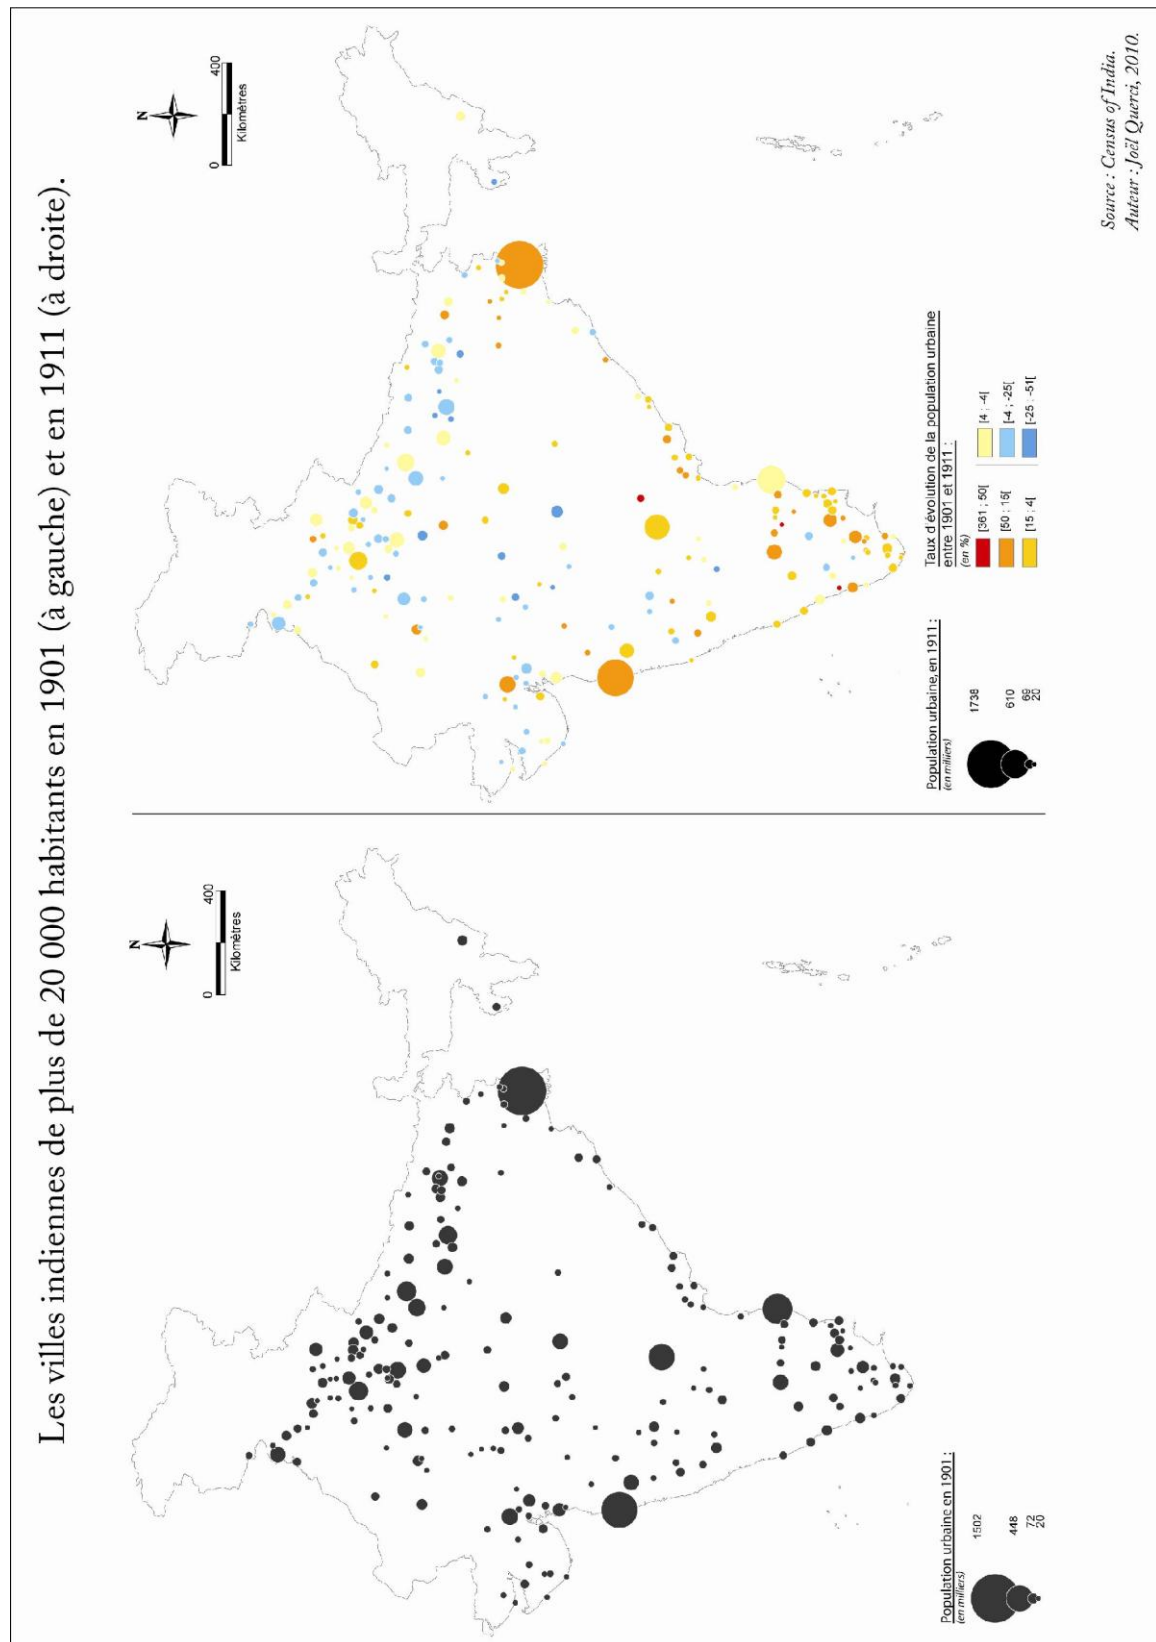 Les villes indiennes de plus de 20 000 habitants en 1901 (à gauche) et en 1911 (à droite).
N
0 400
Kilomètres
Population urbaine en 1901 :
(en milliers)
1502
448
72
20
N
0 400
Kilomètres
Population urbaine, en 1911 :
(en milliers)
1738
610
69
20
Taux d'évolution de la population urbaine
entre 1901 et 1911 :
(en %)
[361 ; 50[
[50 ; 15[
[15 ; 4[
[4 ; -4[
[-4 ; -25[
[-25 ; -51[
Source : Census of India.
Auteur : Joël Querci, 2010.